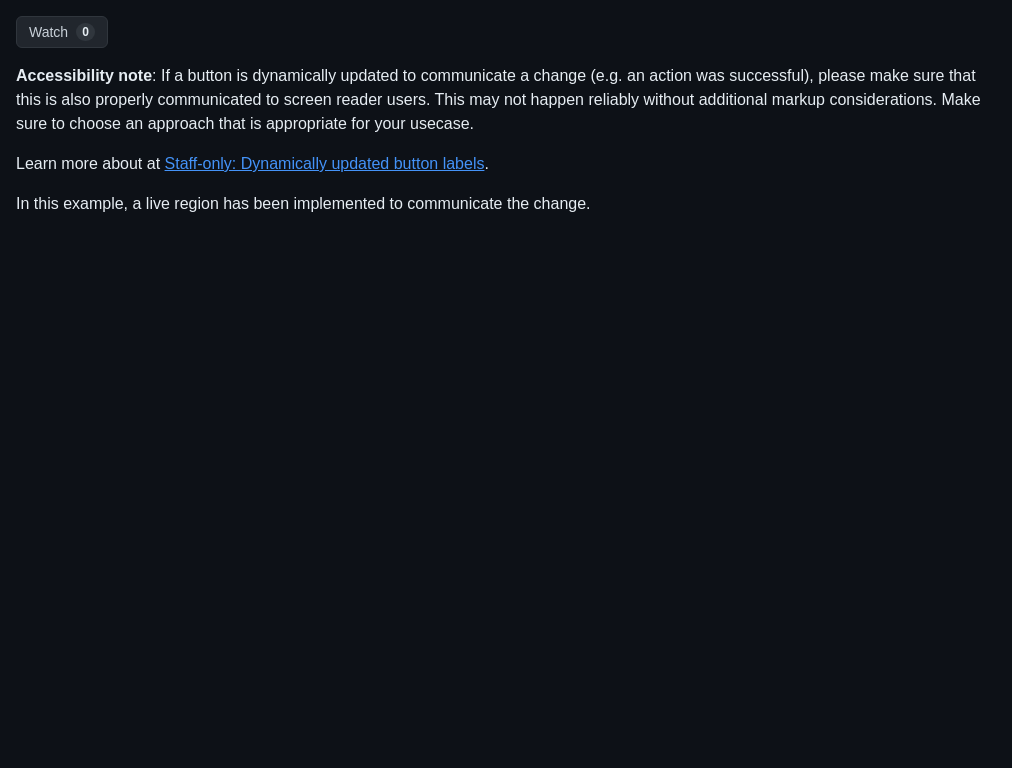 Watch 0
Accessibility note: If a button is dynamically updated to communicate a change (e.g. an action was successful), please make sure that
this is also properly communicated to screen reader users. This may not happen reliably without additional markup considerations. Make
sure to choose an approach that is appropriate for your usecase.
Learn more about at Staff-only: Dynamically updated button labels.
In this example, a live region has been implemented to communicate the change.